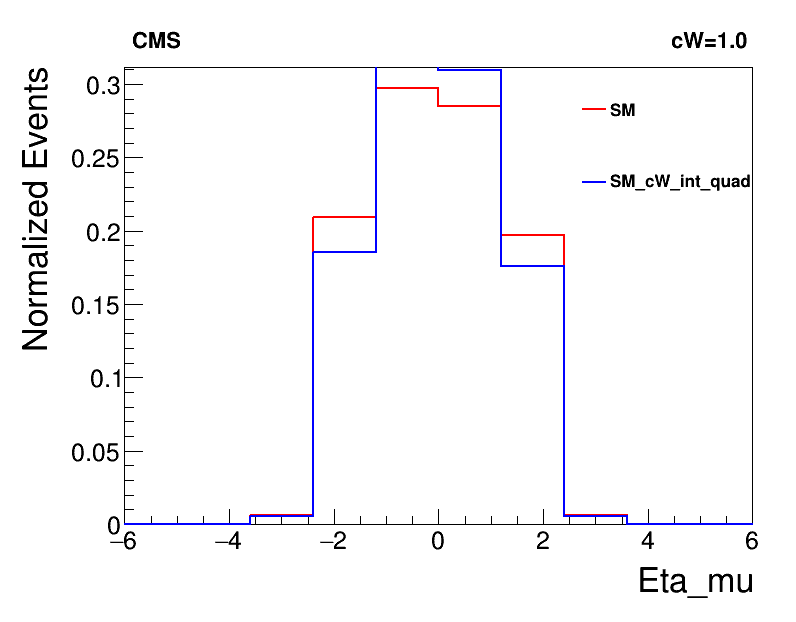 CMS
cW=1.0
Normalized Events
0.3
0.25
0.2
0.15
0.1
0.05
0
SM
SM_cW_int_quad
−6
−4
−2
0
2
4
6
Eta_mu